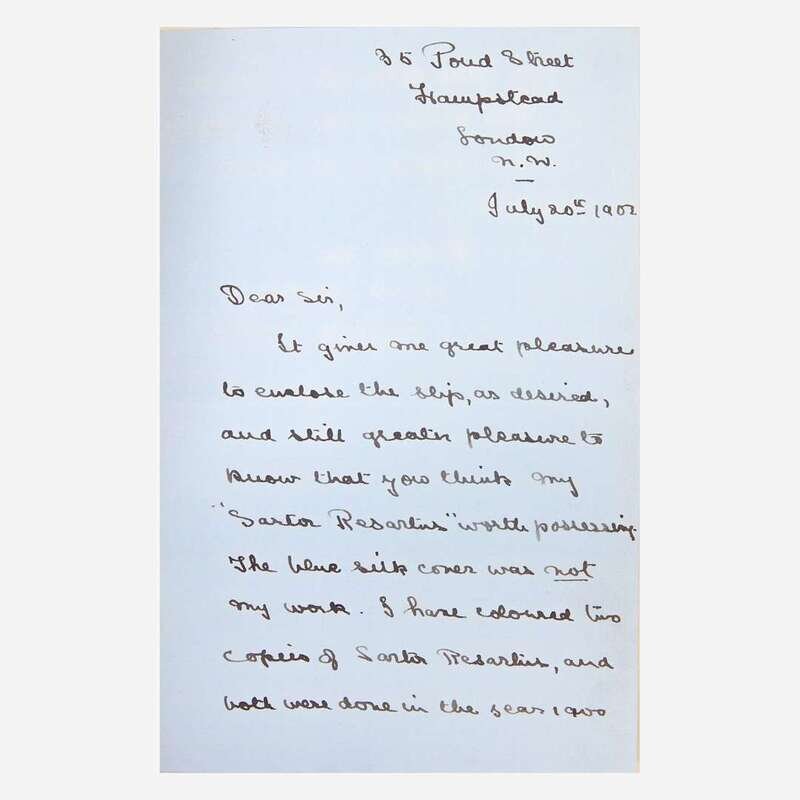 35 Pond Street
Hampstead
London
N.W.
July 20th 1902
Dear Sir,
It gives me great pleasure
to enclose the slip, as desired,
and still greater pleasure to
know that you think my
"Sartor Resartus" worth possessing.
The blue silk cover was not
my work. I have coloured two
copies of Sartor Resartus, and
both were done in the year 1900